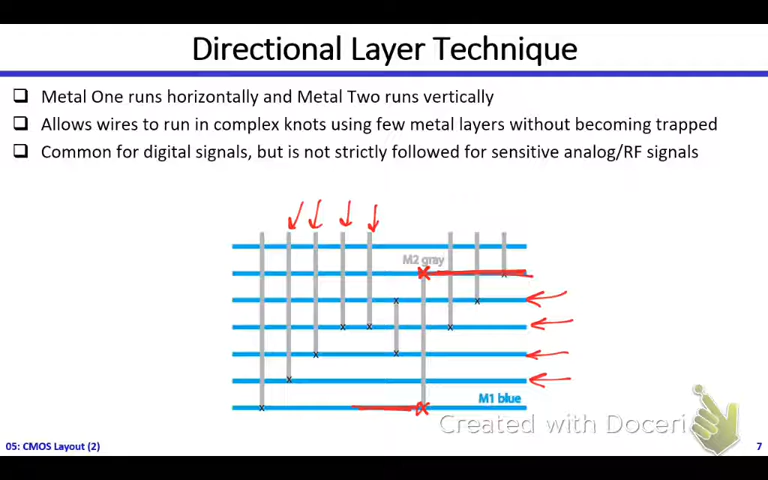 Directional Layer Technique
Metal One runs horizontally and Metal Two runs vertically
Allows wires to run in complex knots using few metal layers without becoming trapped
Common for digital signals, but is not strictly followed for sensitive analog/RF signals
M2 gray
M1 blue
Created with Doceri
05: CMOS Layout (2)
7